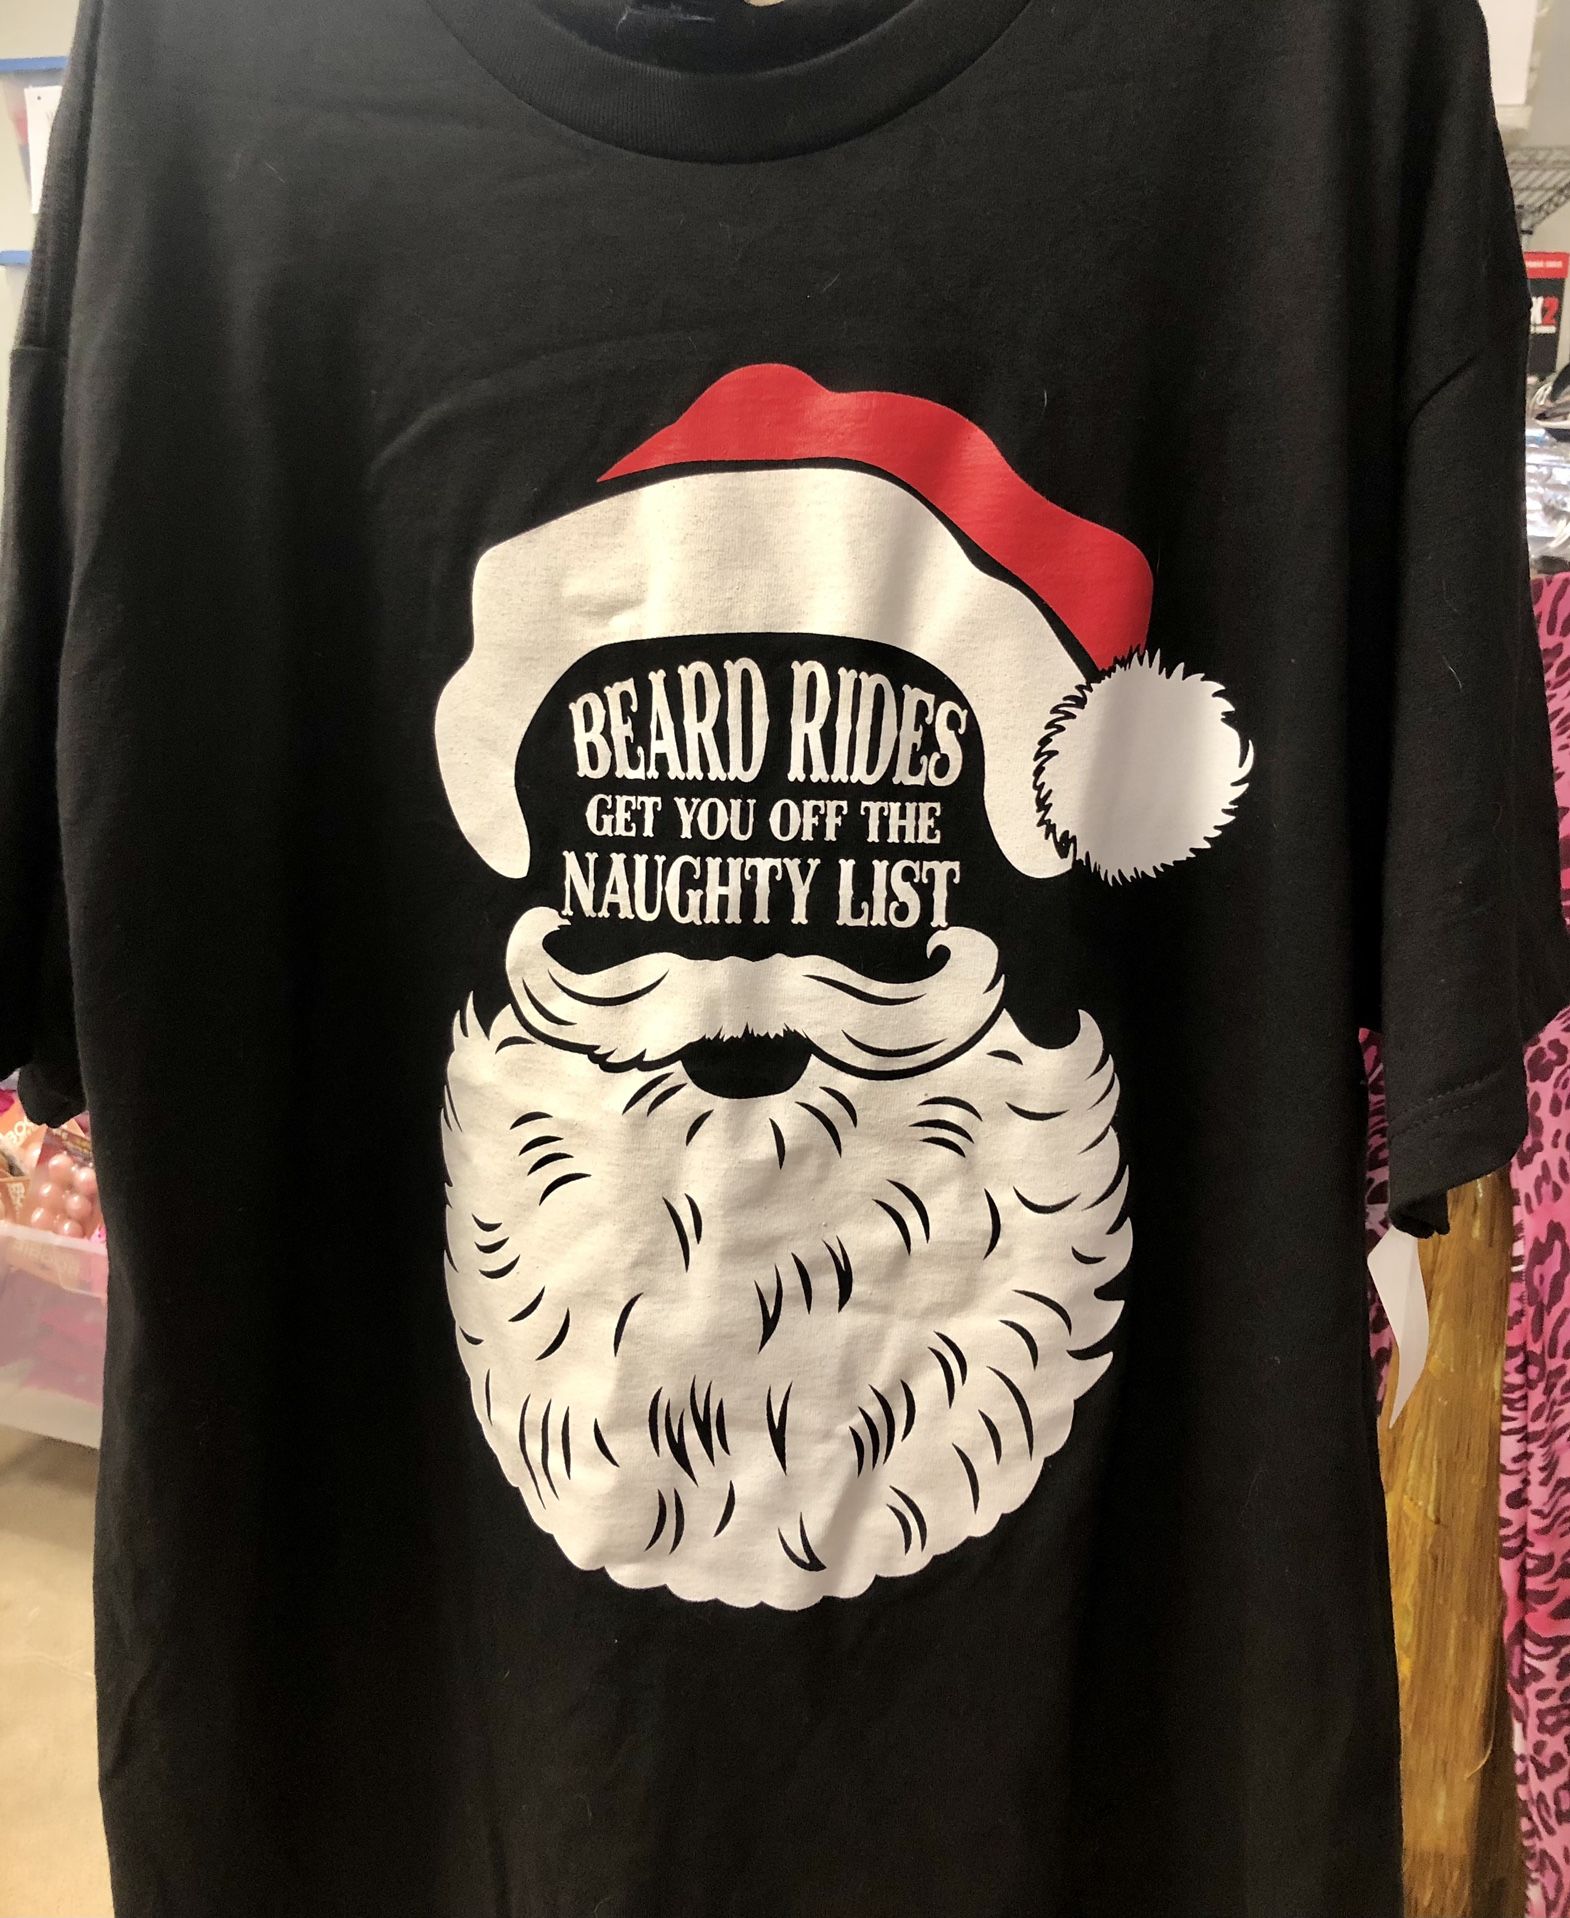 BEARD RIDES
GET YOU OFF THE
NAUGHTY LIST